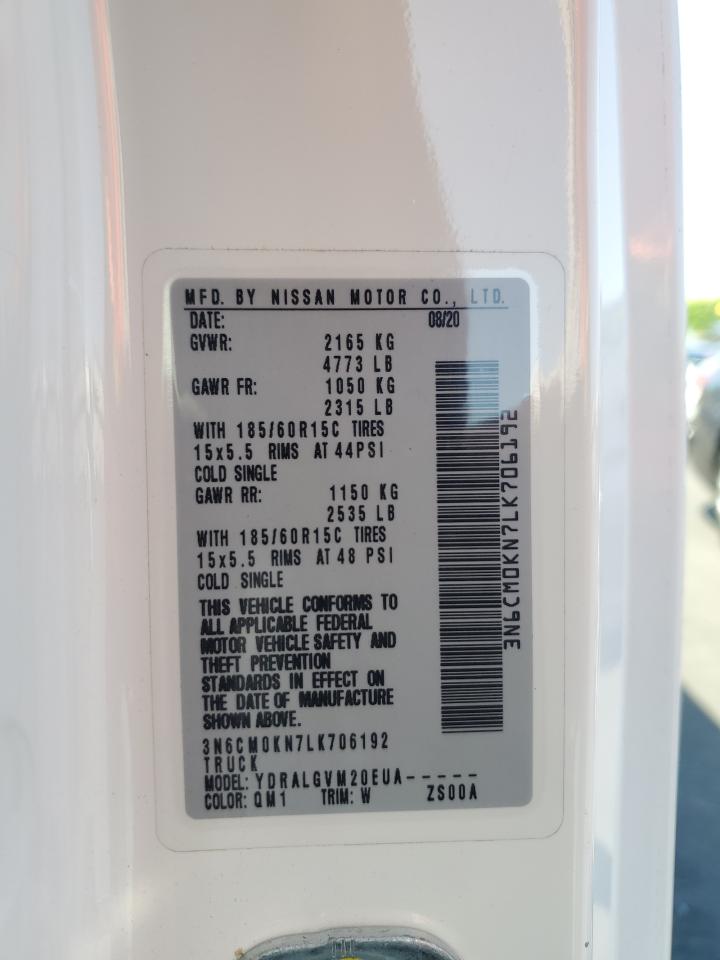 MFD. BY NISSAN MOTOR CO., LTD.
DATE: 08/20
GVWR: 2165 KG
4773 LB
GAWR FR: 1050 KG
2315 LB
WITH 185/60R15C TIRES
15x5.5 RIMS AT 44PSI
COLD SINGLE
GAWR RR: 1150 KG
2535 LB
WITH 185/60R15C TIRES
15x5.5 RIMS AT 48 PSI
COLD SINGLE
THIS VEHICLE CONFORMS TO
ALL APPLICABLE FEDERAL
MOTOR VEHICLE SAFETY AND
THEFT PREVENTION
STANDARDS IN EFFECT ON
THE DATE OF MANUFACTURE
SHOWN ABOVE.
3N6CM0KN7LK706192
TRUCK
MODEL: YDRALGVM20EUA-----
COLOR: QM1 TRIM: W ZS00A
3N6CM0KN7LK706192